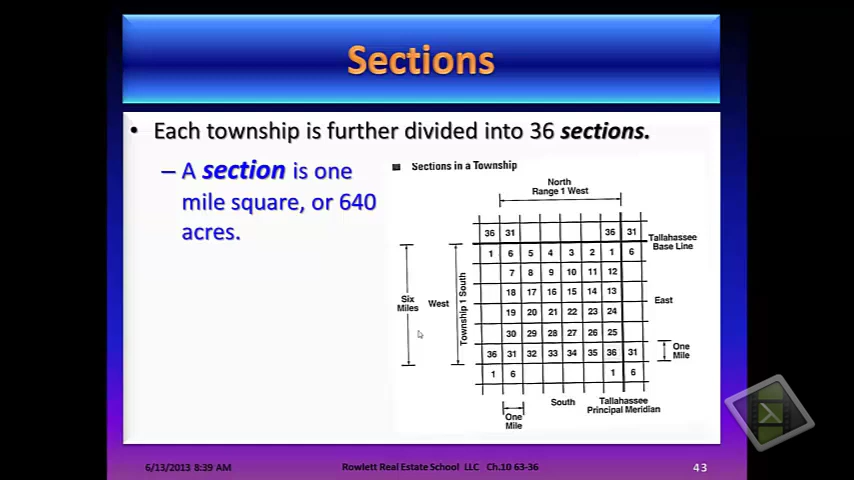 Sections
• Each township is further divided into 36 sections.
– A section is one
mile square, or 640
acres.
Sections in a Township
North
Range 1 West
36 31 36 31
Tallahassee
Base Line
1 6 5 4 3 2 1 6
7 8 9 10 11 12
18 17 16 15 14 13
19 20 21 22 23 24
30 29 28 27 26 25
36 31 32 33 34 35 36 31
1 6 1 6
Six
Miles
West
Township 1 South
East
One
Mile
South
Tallahassee
Principal Meridian
One
Mile
6/13/2013 8:39 AM
Rowlett Real Estate School LLC Ch.10 63-36
43